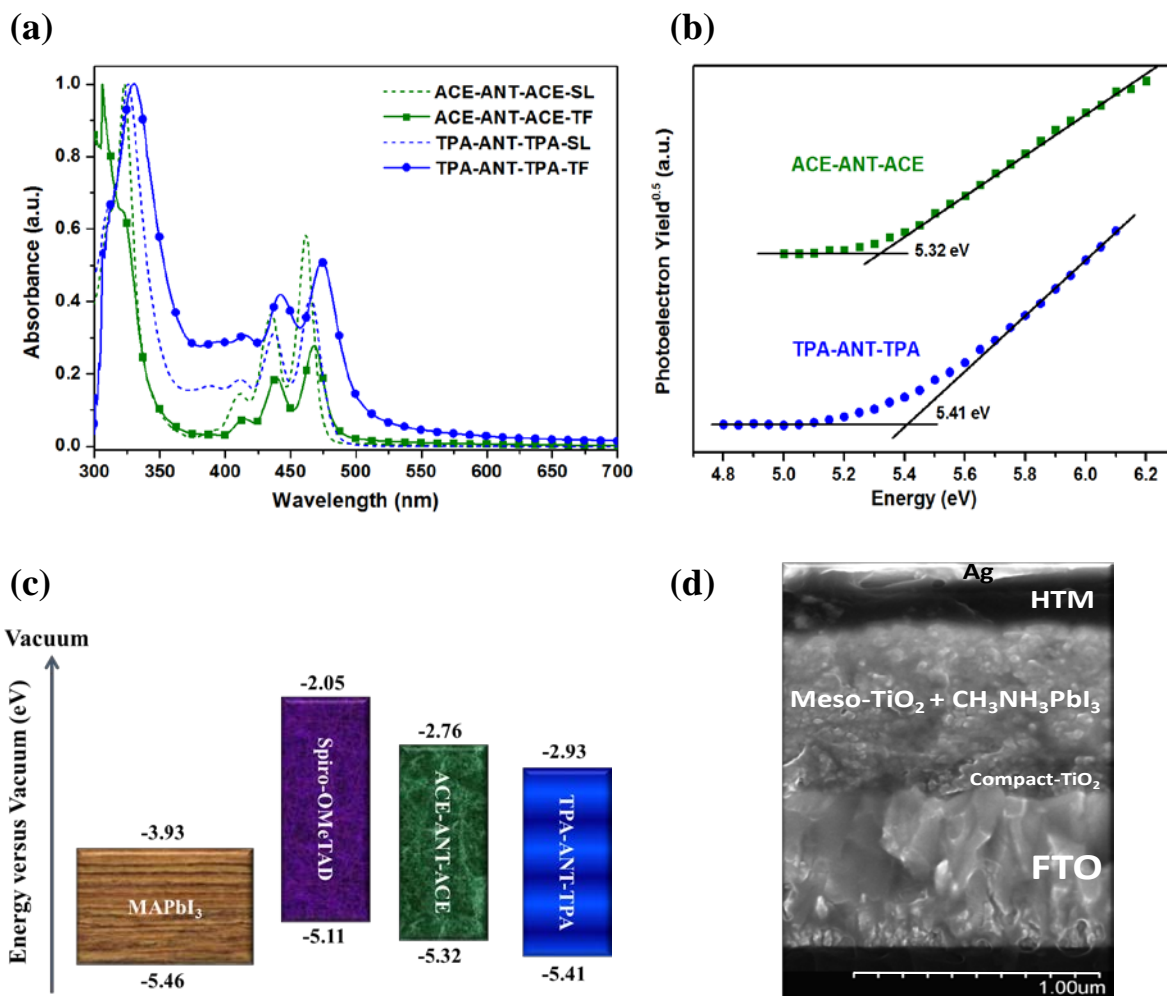 (a)
ACE-ANT-ACE-SL
ACE-ANT-ACE-TF
TPA-ANT-TPA-SL
TPA-ANT-TPA-TF
Absorbance (a.u.)
1.0
0.8
0.6
0.4
0.2
0.0
300 350 400 450 500 550 600 650 700
Wavelength (nm)
(b)
Photoelectron Yield^0.5 (a.u.)
ACE-ANT-ACE
5.32 eV
TPA-ANT-TPA
5.41 eV
4.8 5.0 5.2 5.4 5.6 5.8 6.0 6.2
Energy (eV)
(c)
Vacuum
Energy versus Vacuum (eV)
-3.93
MAPbI₃
-5.46
-2.05
Spiro-OMeTAD
-5.11
-2.76
ACE-ANT-ACE
-5.32
-2.93
TPA-ANT-TPA
-5.41
(d)
Ag
HTM
Meso-TiO₂ + CH₃NH₃PbI₃
Compact-TiO₂
FTO
1.00um